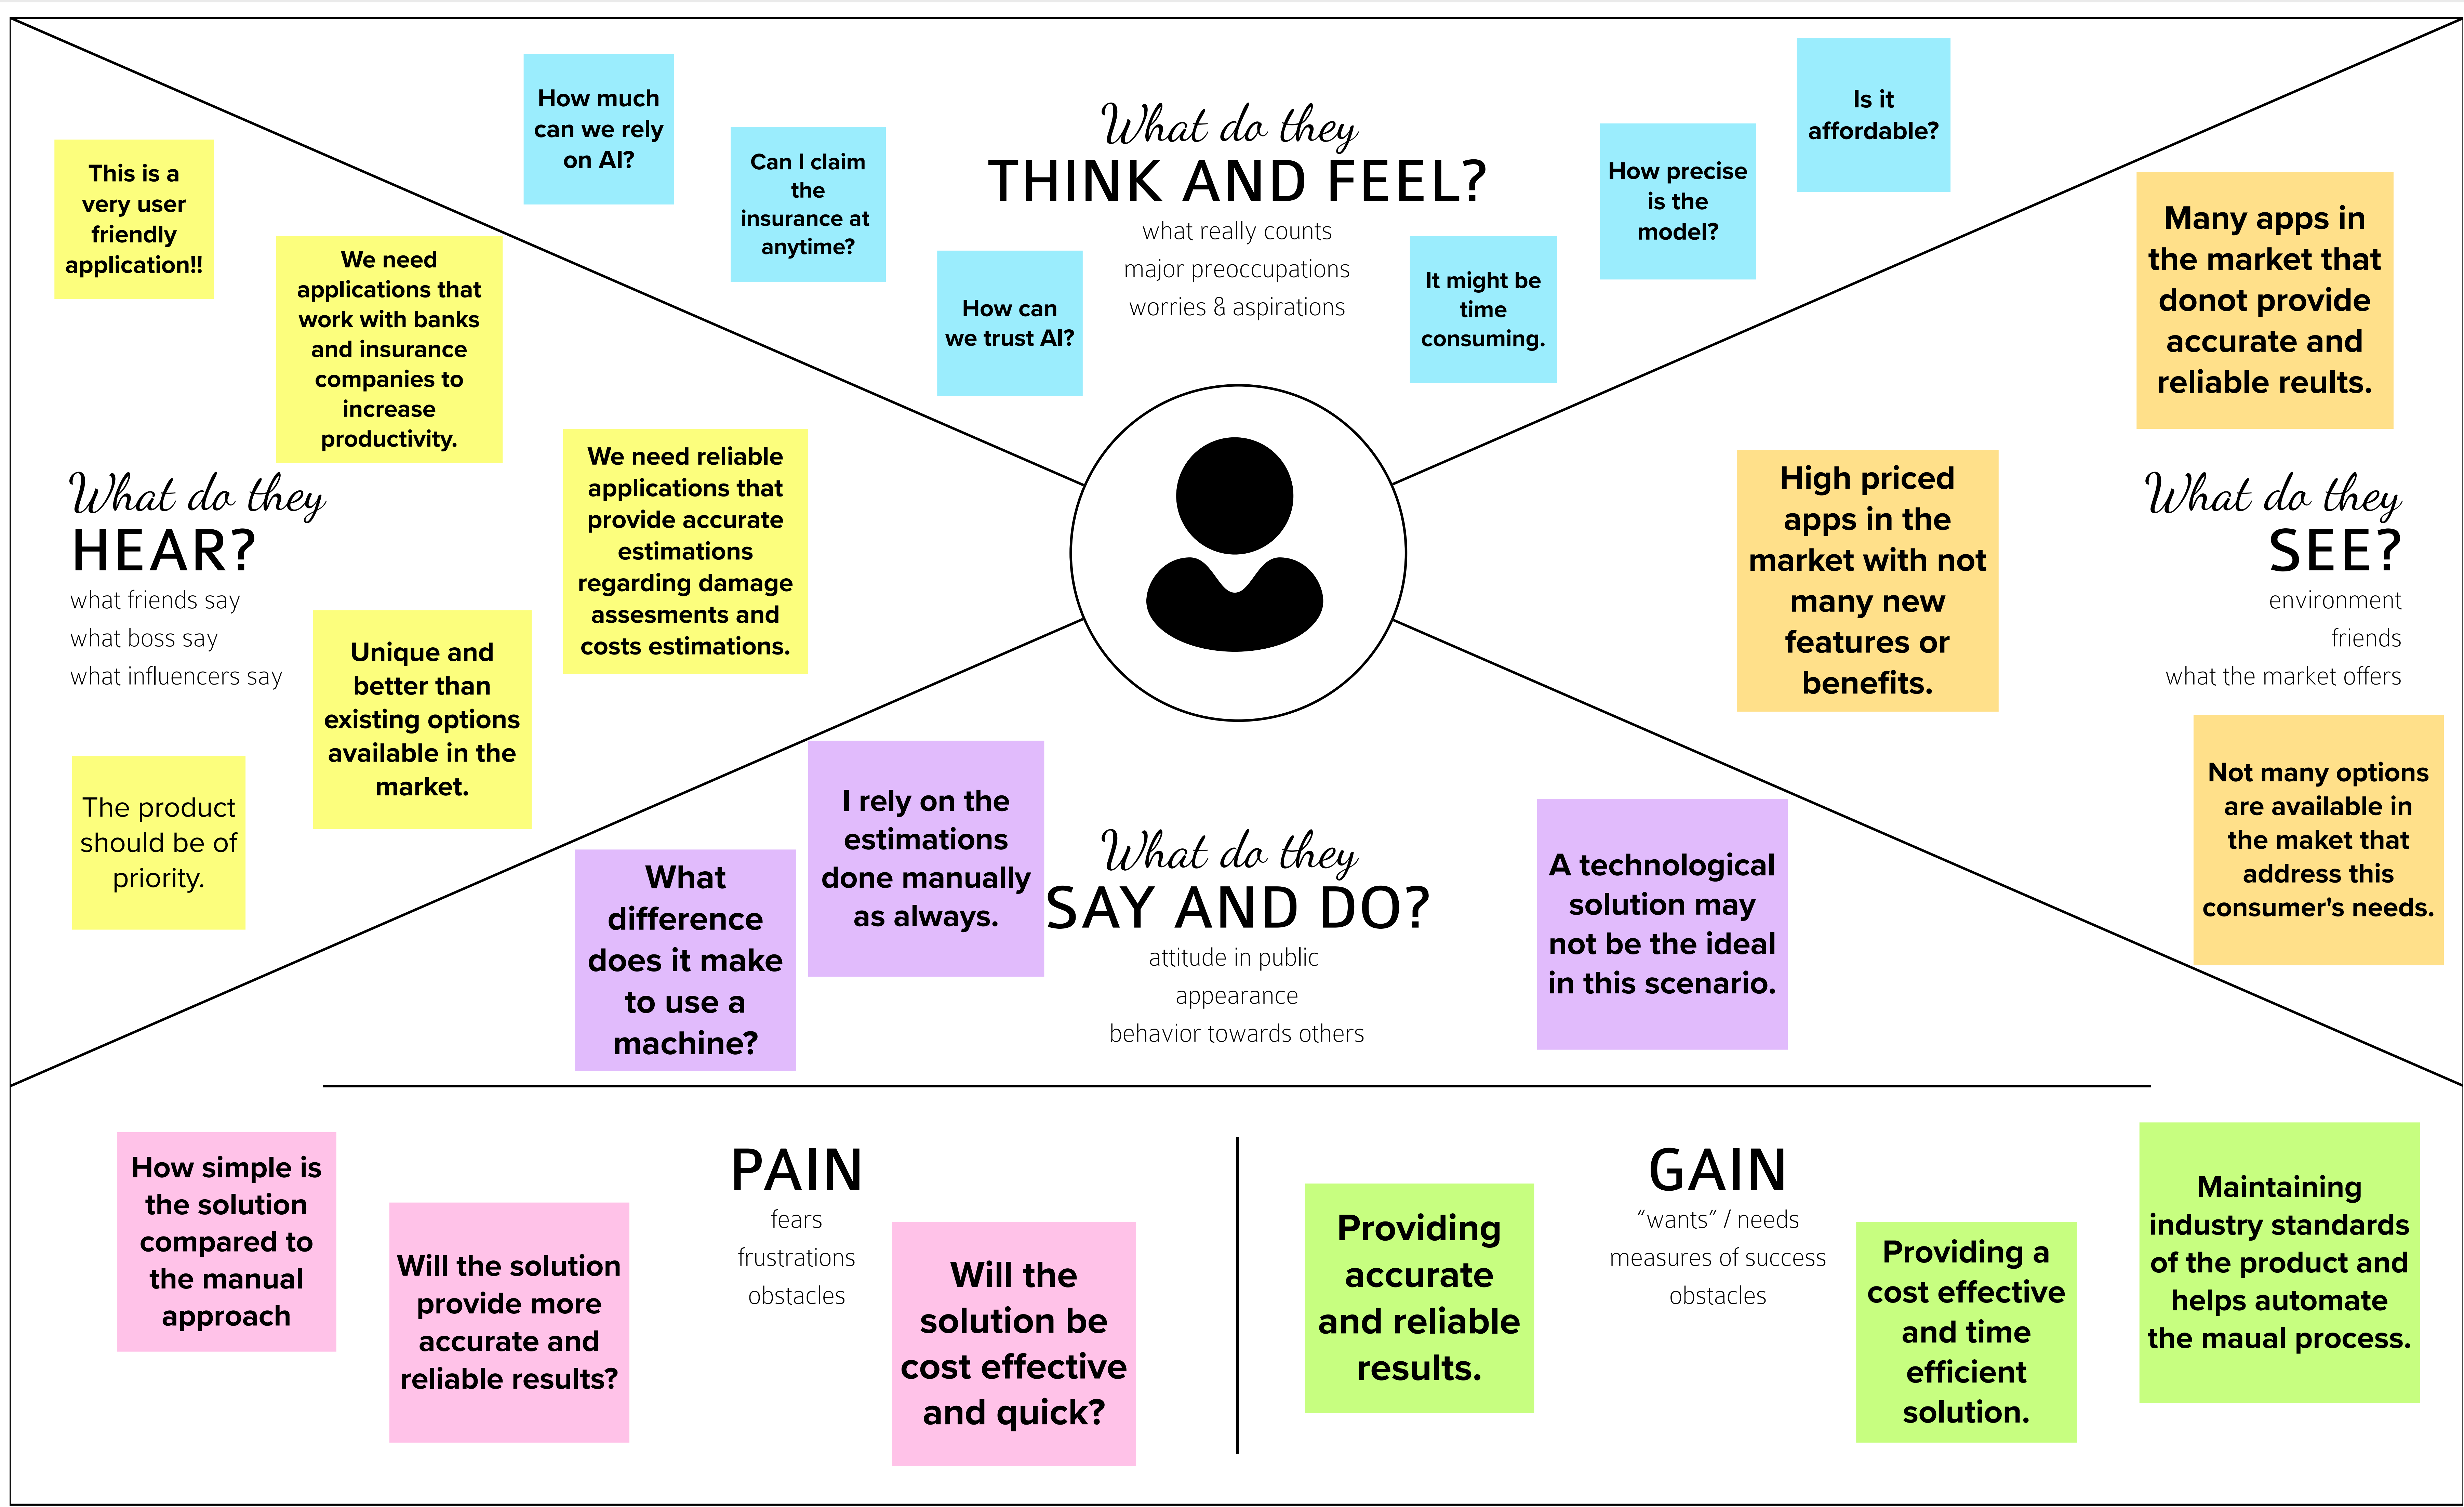 How much
can we rely
on AI?
Can I claim
the
insurance at
anytime?
How can
we trust AI?
What do they
THINK AND FEEL?
what really counts
major preoccupations
worries & aspirations
It might be
time
consuming.
How precise
is the
model?
Is it
affordable?
This is a
very user
friendly
application!!
We need
applications that
work with banks
and insurance
companies to
increase
productivity.
We need reliable
applications that
provide accurate
estimations
regarding damage
assesments and
costs estimations.
What do they
HEAR?
what friends say
what boss say
what influencers say
Unique and
better than
existing options
available in the
market.
The product
should be of
priority.
Many apps in
the market that
donot provide
accurate and
reliable reults.
High priced
apps in the
market with not
many new
features or
benefits.
What do they
SEE?
environment
friends
what the market offers
Not many options
are available in
the maket that
address this
consumer's needs.
What
difference
does it make
to use a
machine?
I rely on the
estimations
done manually
as always.
What do they
SAY AND DO?
attitude in public
appearance
behavior towards others
A technological
solution may
not be the ideal
in this scenario.
How simple is
the solution
compared to
the manual
approach
Will the solution
provide more
accurate and
reliable results?
PAIN
fears
frustrations
obstacles
Will the
solution be
cost effective
and quick?
Providing
accurate
and reliable
results.
GAIN
“wants” / needs
measures of success
obstacles
Providing a
cost effective
and time
efficient
solution.
Maintaining
industry standards
of the product and
helps automate
the maual process.